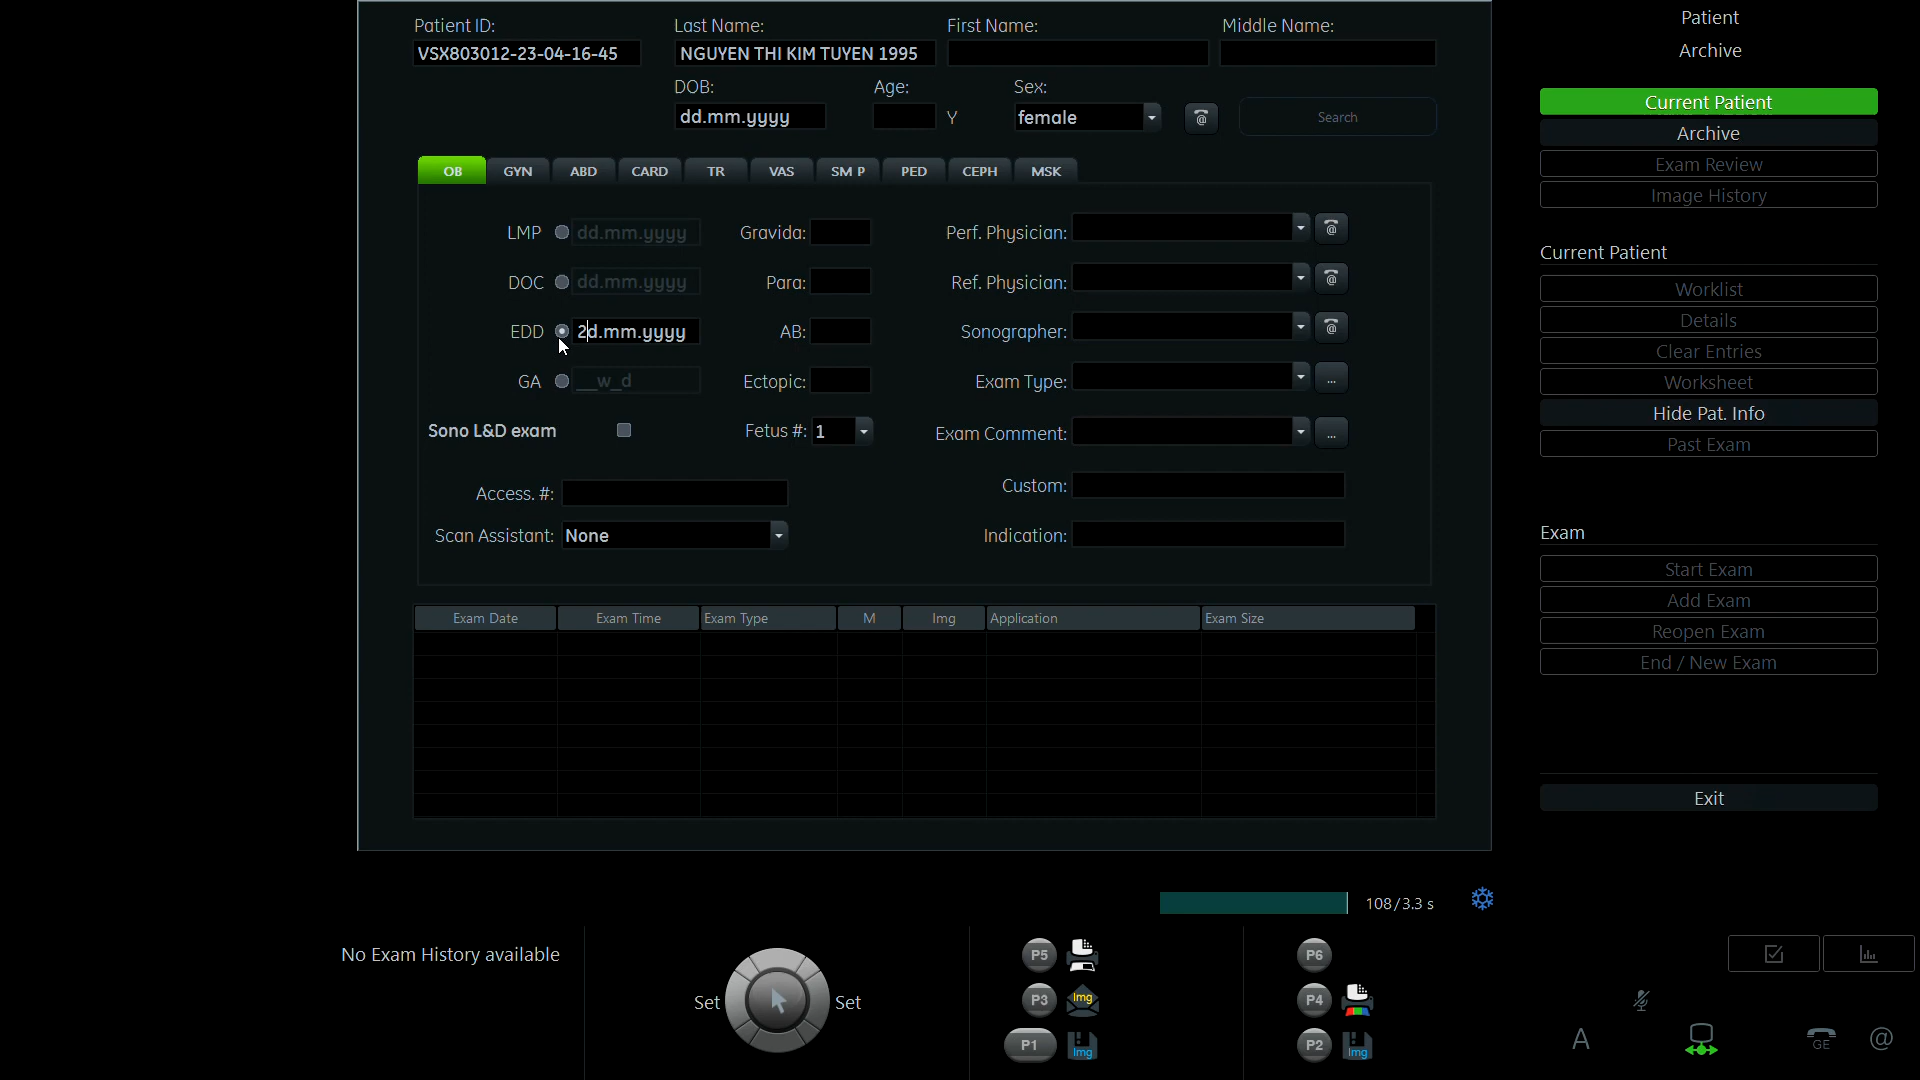 Patient ID: Last Name: First Name: Middle Name:
VSX803012-23-04-16-45 NGUYEN THI KIM TUYEN 1995
DOB: Age: Sex:
dd.mm.yyyy Y female @ Search
OB GYN ABD CARD TR VAS SM P PED CEPH MSK
LMP dd.mm.yyyy Gravida: Perf. Physician: @
DOC dd.mm.yyyy Para: Ref. Physician: @
EDD 2d.mm.yyyy AB: Sonographer: @
GA __w_d Ectopic: Exam Type: ...
Sono L&D exam Fetus #: 1 Exam Comment: ...
Access. #: Custom:
Scan Assistant: None Indication:
Exam Date Exam Time Exam Type M Img Application Exam Size
Patient
Archive
Current Patient
Archive
Exam Review
Image History
Current Patient
Worklist
Details
Clear Entries
Worksheet
Hide Pat. Info
Past Exam
Exam
Start Exam
Add Exam
Reopen Exam
End / New Exam
Exit
108/3.3 s
No Exam History available
Set Set
P5
P3 Img
P1 Img
P6
P4
P2 Img
A GE @